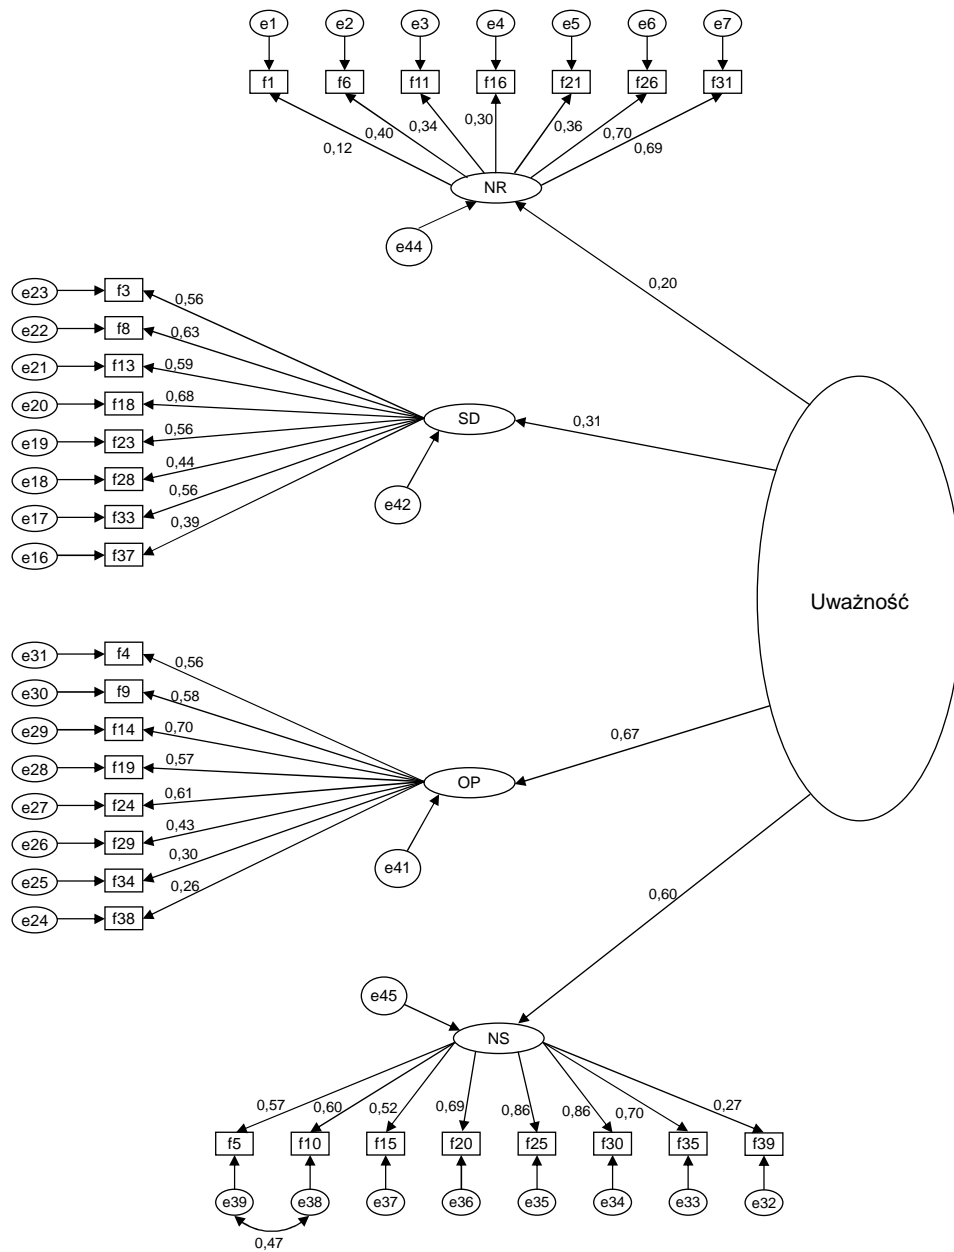 e1 e2 e3 e4 e5 e6 e7
f1 f6 f11 f16 f21 f26 f31
0,12 0,40 0,34 0,30 0,36 0,70 0,69
NR
e44
0,20
e23 f3 0,56
e22 f8 0,63
e21 f13 0,59
e20 f18 0,68
e19 f23 0,56
e18 f28 0,44
e17 f33 0,56
e16 f37 0,39
SD
0,31
e42
Uważność
e31 f4 0,56
e30 f9 0,58
e29 f14 0,70
e28 f19 0,57
e27 f24 0,61
e26 f29 0,43
e25 f34 0,30
e24 f38 0,26
OP
0,67
e41
0,60
e45
NS
0,57 0,60 0,52 0,69 0,86 0,86 0,70 0,27
f5 f10 f15 f20 f25 f30 f35 f39
e39 e38 e37 e36 e35 e34 e33 e32
0,47